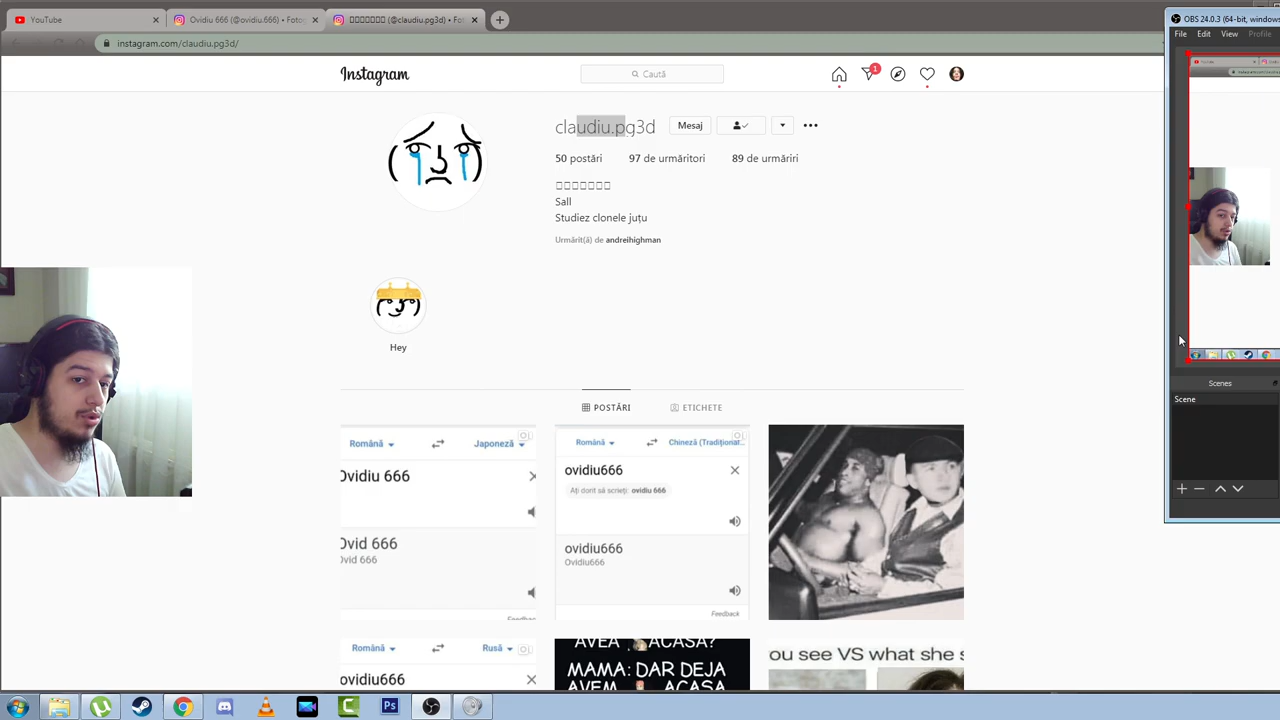 YouTube
Ovidiu 666 (@ovidiu.666) • Fotog
(@claudiu.pg3d) • Fot
instagram.com/claudiu.pg3d/
OBS 24.0.3 (64-bit, windows
File Edit View Profile
Instagram
Caută
1
claudiu.pg3d
Mesaj
50 postări 97 de urmăritori 89 de urmăriri
Sall
Studiez clonele juțu
Urmărit(ă) de andreihighman
Hey
POSTĂRI
ETICHETE
Română Japoneză
Ovidiu 666
Ovid 666
Ovid 666
Feedback
Română Chineză (Tradițional...
ovidiu666
Ați dorit să scrieți: ovidiu 666
ovidiu666
Ovidiu666
Feedback
Română Rusă
ovidiu666
AVEA ACASA?
MAMA: DAR DEJA
AVEM ACASA
ou see VS what she s
Scenes
Scene